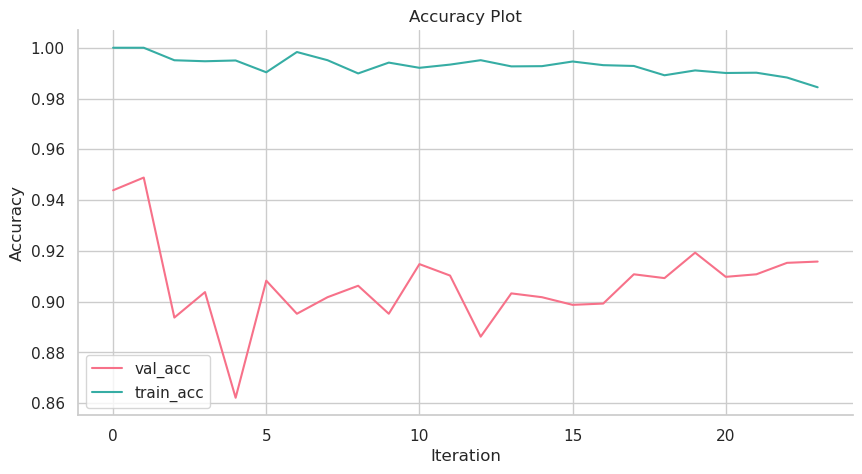 Accuracy Plot
1.00
0.98
0.96
0.94
0.92
0.90
0.88
0.86
Accuracy
val_acc
train_acc
0 5 10 15 20
Iteration